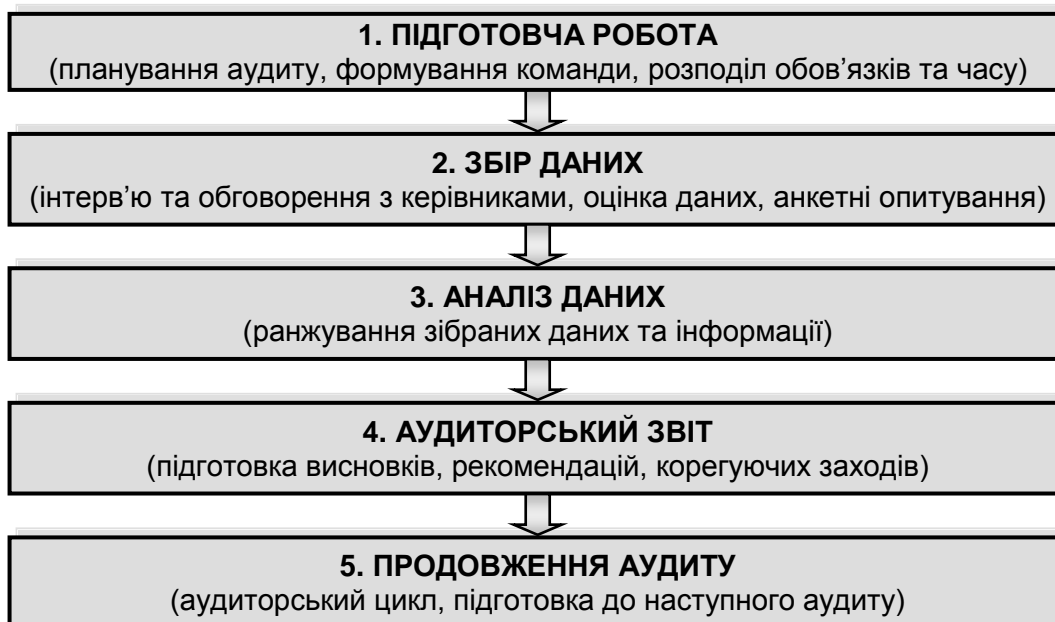 1. ПІДГОТОВЧА РОБОТА
(планування аудиту, формування команди, розподіл обов’язків та часу)
2. ЗБІР ДАНИХ
(інтерв’ю та обговорення з керівниками, оцінка даних, анкетні опитування)
3. АНАЛІЗ ДАНИХ
(ранжування зібраних даних та інформації)
4. АУДИТОРСЬКИЙ ЗВІТ
(підготовка висновків, рекомендацій, корегуючих заходів)
5. ПРОДОВЖЕННЯ АУДИТУ
(аудиторський цикл, підготовка до наступного аудиту)